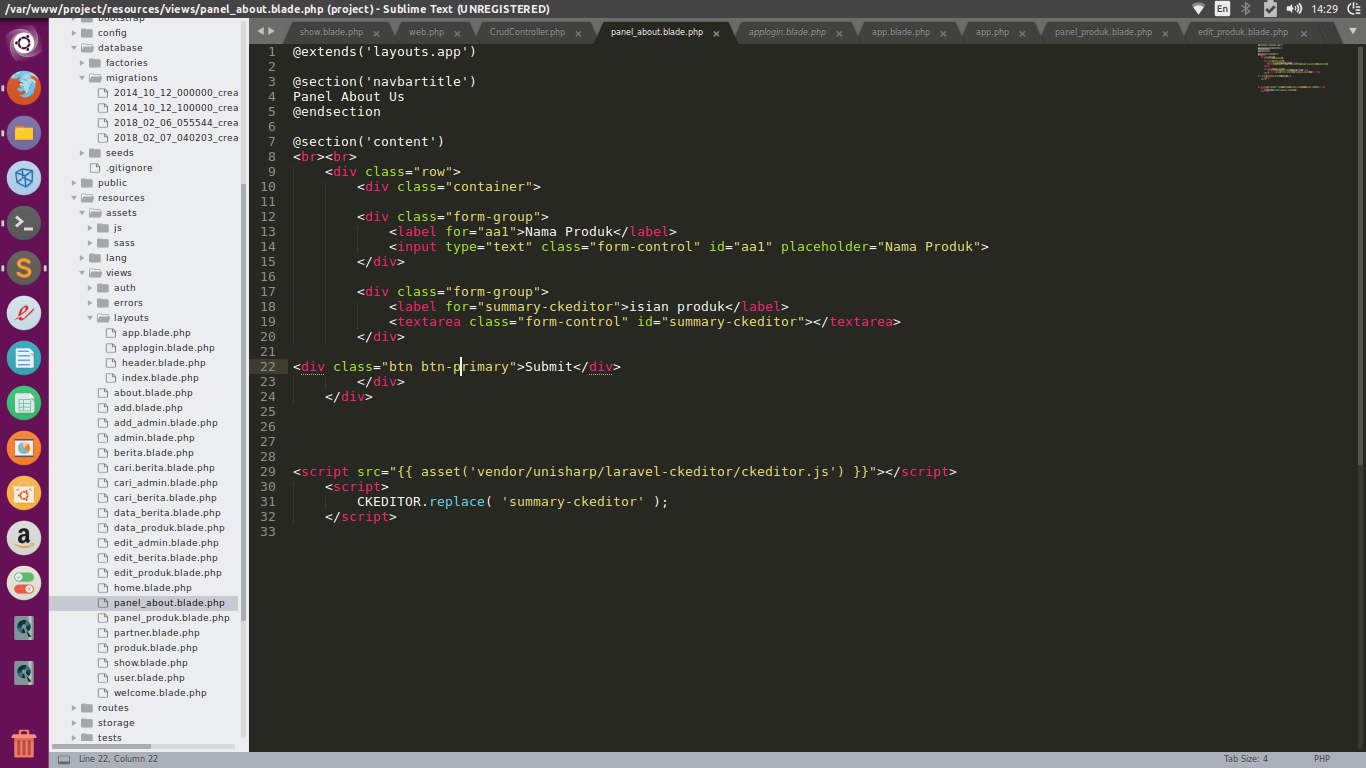 /var/www/project/resources/views/panel_about.blade.php (project) - Sublime Text (UNREGISTERED)
En
14:29
show.blade.php ×
web.php ×
CrudController.php ×
panel_about.blade.php ×
applogin.blade.php ×
app.blade.php ×
app.php ×
panel_produk.blade.php ×
edit_produk.blade.php ×
bootstrap
config
database
factories
migrations
2014_10_12_000000_crea
2014_10_12_100000_crea
2018_02_06_055544_crea
2018_02_07_040203_crea
seeds
.gitignore
public
resources
assets
js
sass
lang
views
auth
errors
layouts
app.blade.php
applogin.blade.php
header.blade.php
index.blade.php
about.blade.php
add.blade.php
add_admin.blade.php
admin.blade.php
berita.blade.php
cari.berita.blade.php
cari_admin.blade.php
cari_berita.blade.php
data_berita.blade.php
data_produk.blade.php
edit_admin.blade.php
edit_berita.blade.php
edit_produk.blade.php
home.blade.php
panel_about.blade.php
panel_produk.blade.php
partner.blade.php
produk.blade.php
show.blade.php
user.blade.php
welcome.blade.php
routes
storage
tests
1 @extends('layouts.app')
2
3 @section('navbartitle')
4 Panel About Us
5 @endsection
6
7 @section('content')
8 <br><br>
9 <div class="row">
10 <div class="container">
11
12 <div class="form-group">
13 <label for="aa1">Nama Produk</label>
14 <input type="text" class="form-control" id="aa1" placeholder="Nama Produk">
15 </div>
16
17 <div class="form-group">
18 <label for="summary-ckeditor">isian produk</label>
19 <textarea class="form-control" id="summary-ckeditor"></textarea>
20 </div>
21
22 <div class="btn btn-primary">Submit</div>
23 </div>
24 </div>
25
26
27
28
29 <script src="{{ asset('vendor/unisharp/laravel-ckeditor/ckeditor.js') }}"></script>
30 <script>
31 CKEDITOR.replace( 'summary-ckeditor' );
32 </script>
33
Line 22, Column 22
Tab Size: 4
PHP